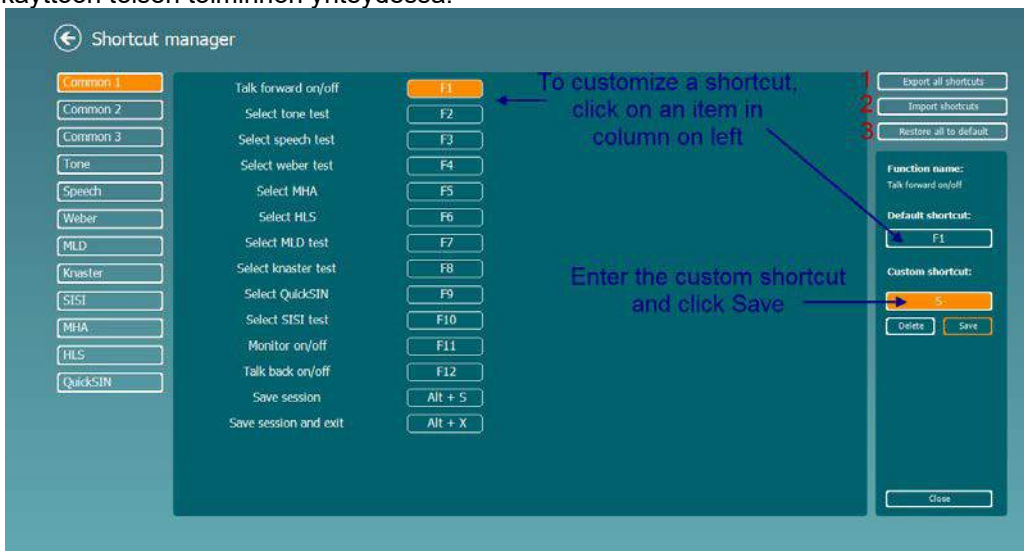 käyttöön toisen toiminnon yhteydessä.
Shortcut manager
Common 1
Common 2
Common 3
Tone
Speech
Weber
MLD
Knaster
SISI
MHA
HLS
QuickSIN
Talk forward on/off F1
Select tone test F2
Select speech test F3
Select weber test F4
Select MHA F5
Select HLS F6
Select MLD test F7
Select knaster test F8
Select QuickSIN F9
Select SISI test F10
Monitor on/off F11
Talk back on/off F12
Save session Alt + S
Save session and exit Alt + X
To customize a shortcut,
click on an item in
column on left
Enter the custom shortcut
and click Save
1 Export all shortcuts
2 Import shortcuts
3 Restore all to default
Function name:
Talk forward on/off
Default shortcut:
F1
Custom shortcut:
S
Delete Save
Close